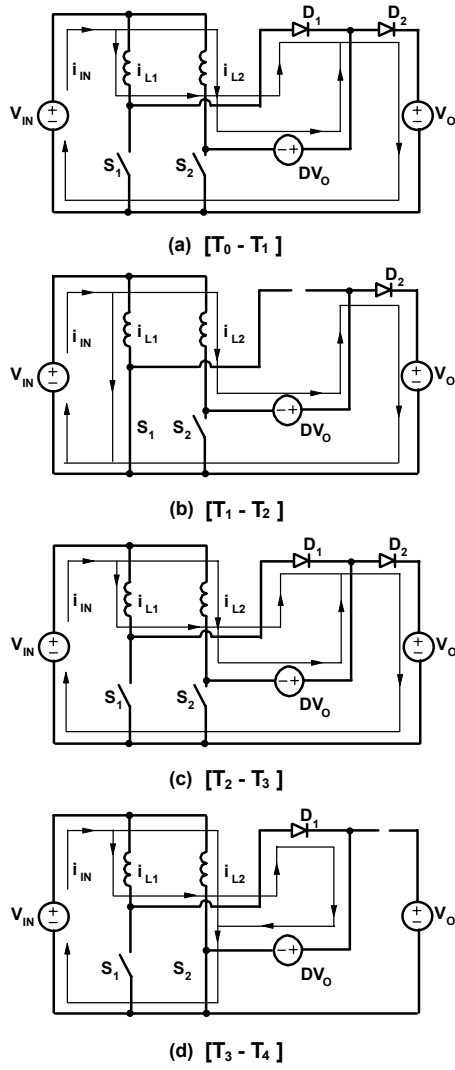 D1 D2
iIN iL1 iL2
VIN + − VO + −
S1 S2 − + DVO
(a) [T0 - T1]
D2
iIN iL1 iL2
VIN + − VO + −
S1 S2 − + DVO
(b) [T1 - T2]
D1 D2
iIN iL1 iL2
VIN + − VO + −
S1 S2 − + DVO
(c) [T2 - T3]
D1
iIN iL1 iL2
VIN + − VO + −
S1 S2 − + DVO
(d) [T3 - T4]